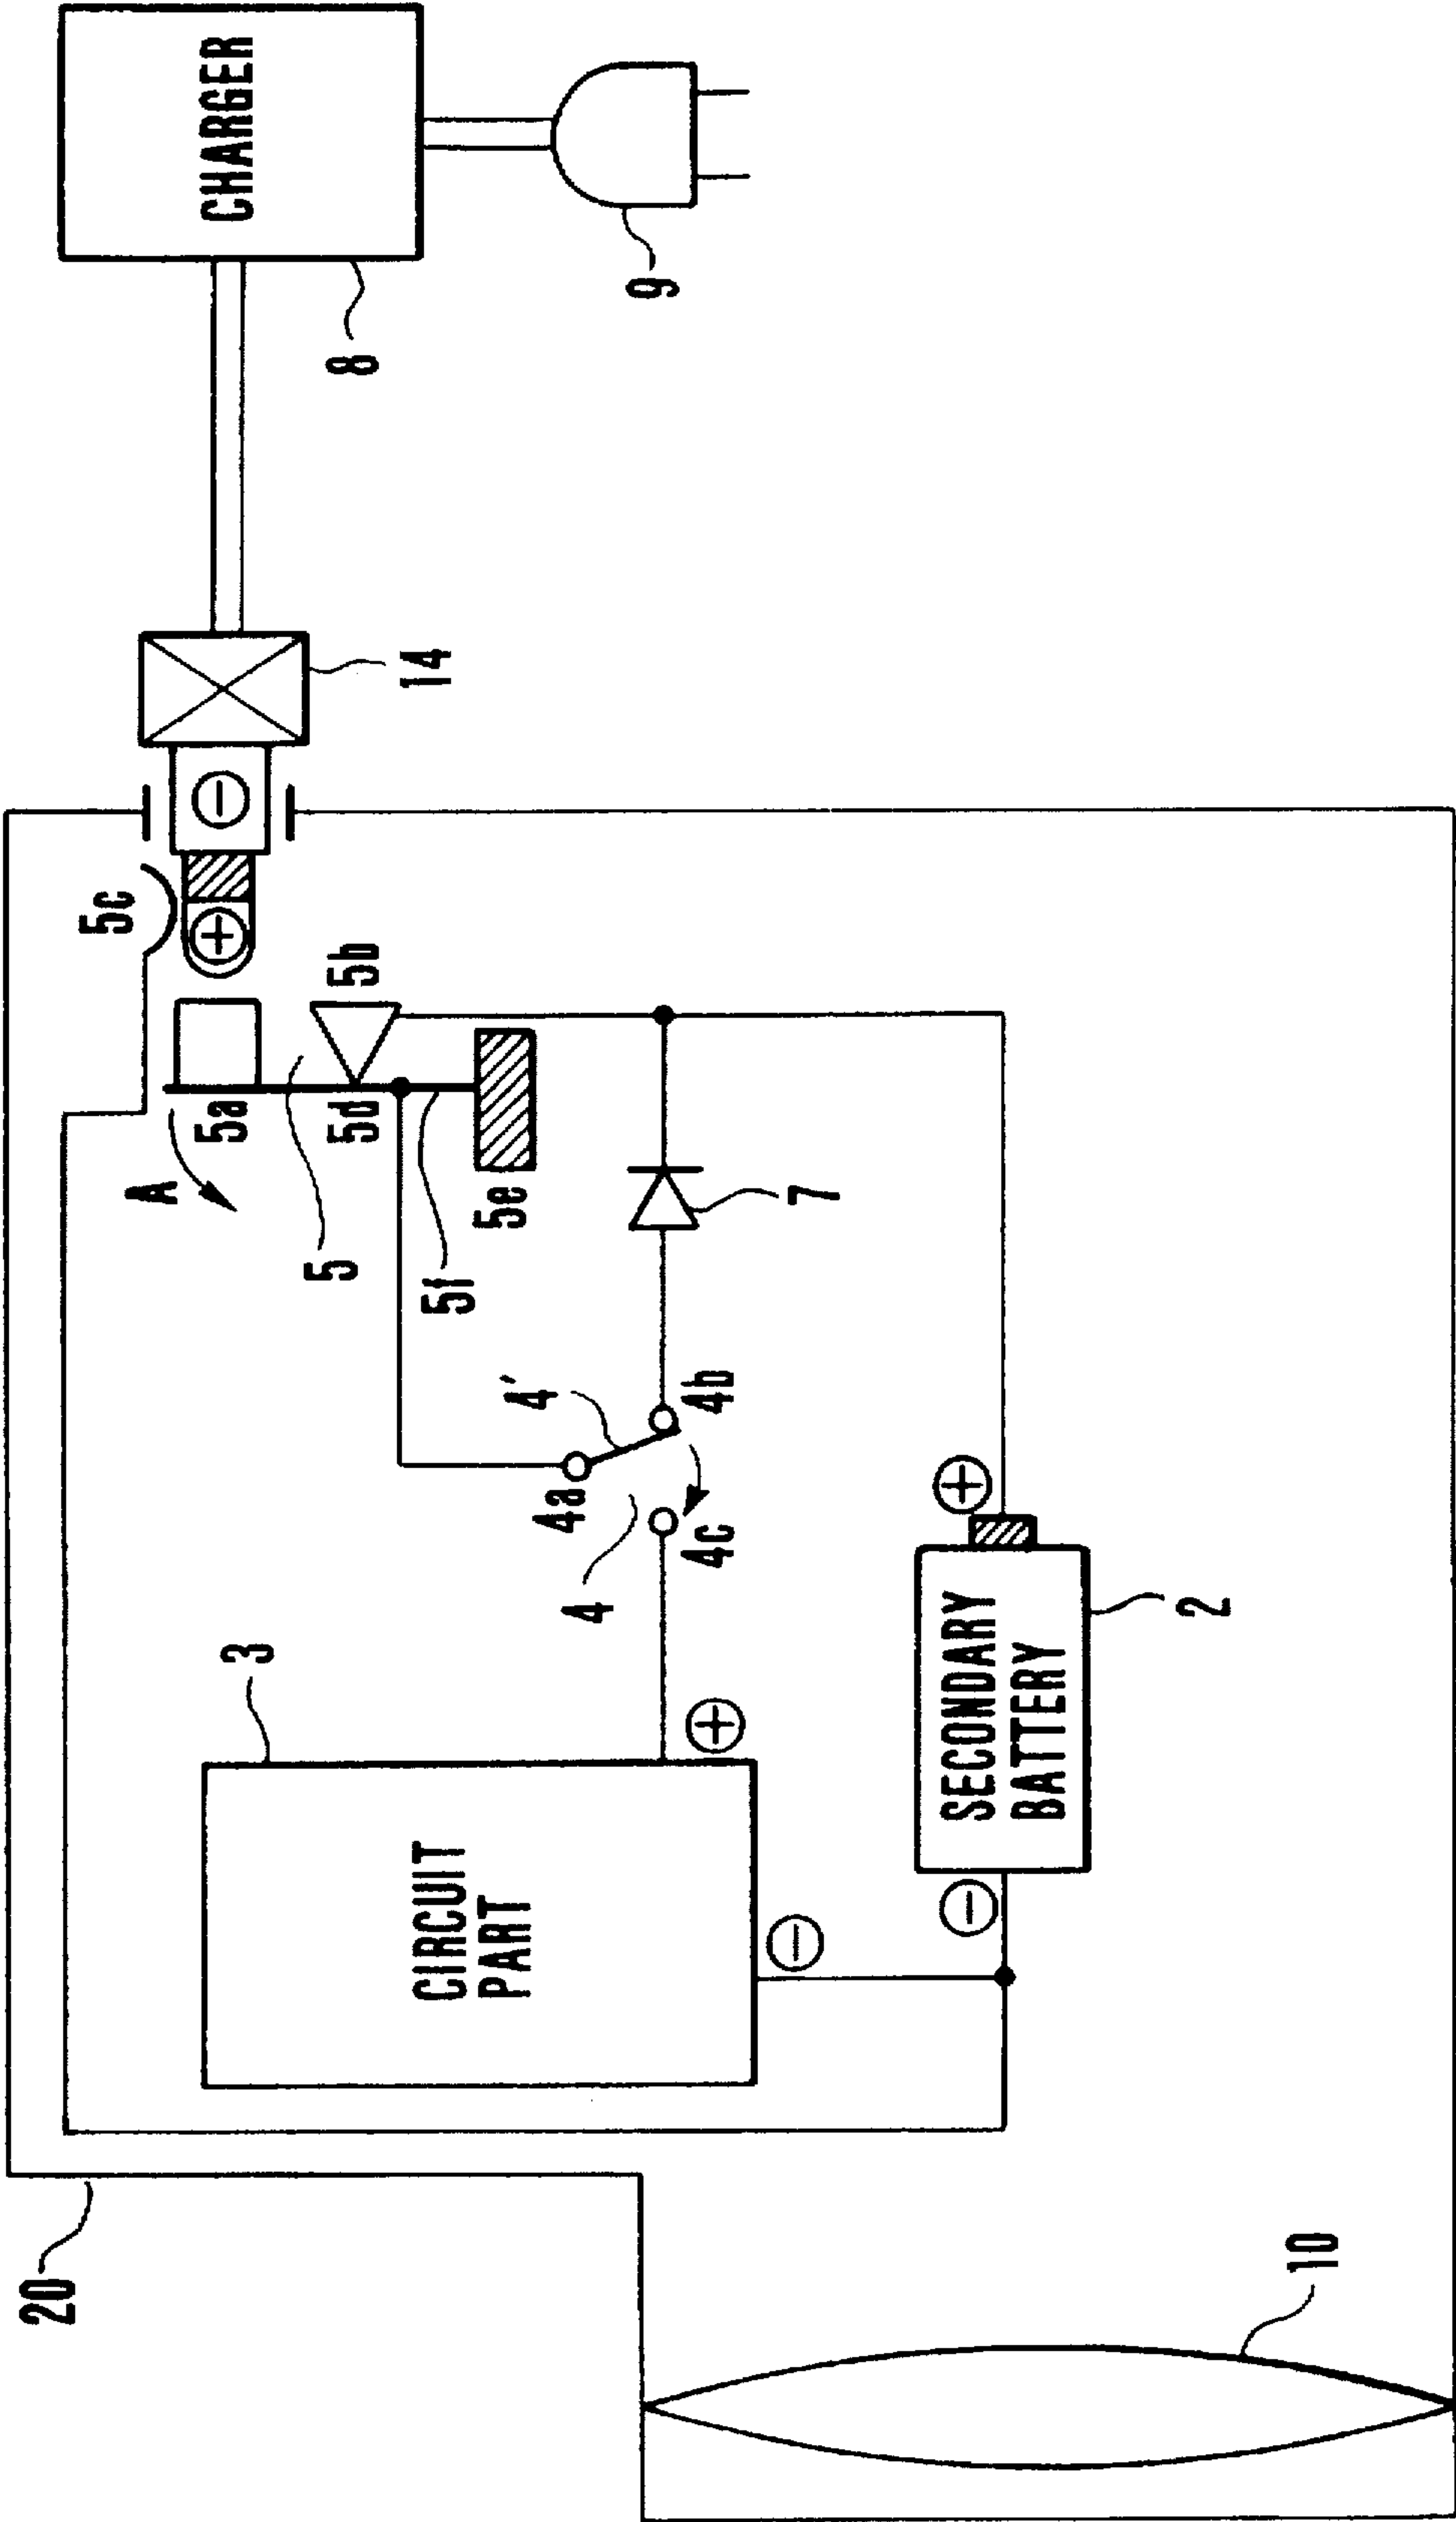 20
5c
A
CHARGER
⊖
⊕
5a
3
5
5d
5b
8
14
CIRCUIT
PART
5f
5e
4'
4a
4
9
⊕
4c
4b
⊖
7
⊖
⊕
SECONDARY
BATTERY
2
10